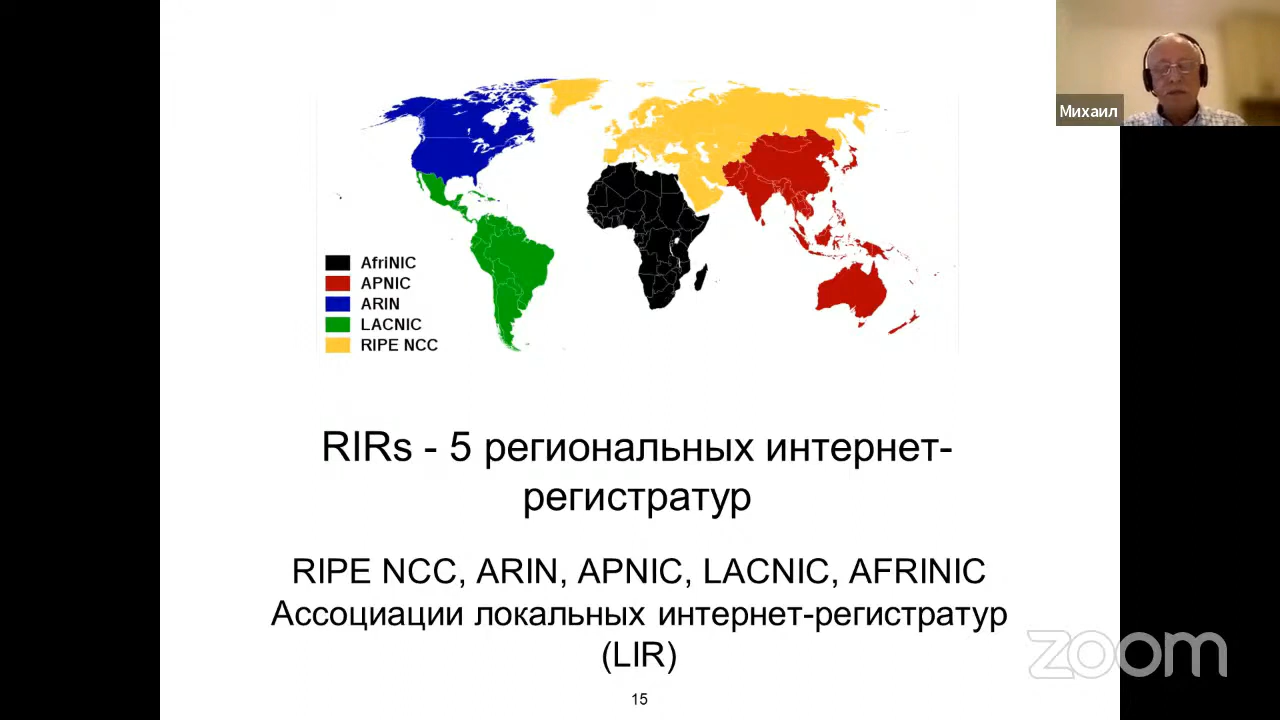 Михаил
AfriNIC
APNIC
ARIN
LACNIC
RIPE NCC
RIRs - 5 региональных интернет-
регистратур
RIPE NCC, ARIN, APNIC, LACNIC, AFRINIC
Ассоциации локальных интернет-регистратур
(LIR)
zoom
15